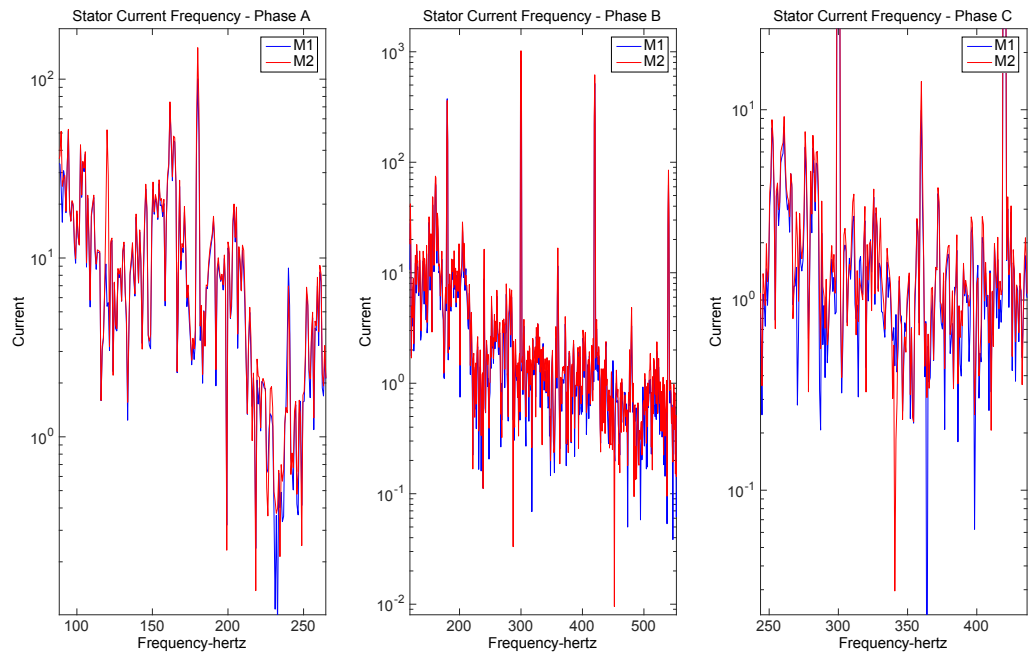 Stator Current Frequency - Phase A
M1
M2
10^2
10^1
10^0
Current
100
150
200
250
Frequency-hertz
Stator Current Frequency - Phase B
M1
M2
10^3
10^2
10^1
10^0
10^-1
10^-2
Current
200
300
400
500
Frequency-hertz
Stator Current Frequency - Phase C
M1
M2
10^1
10^0
10^-1
Current
250
300
350
400
Frequency-hertz